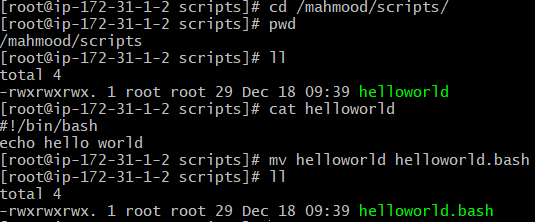 [root@ip-172-31-1-2 scripts]# cd /mahmood/scripts/
[root@ip-172-31-1-2 scripts]# pwd
/mahmood/scripts
[root@ip-172-31-1-2 scripts]# ll
total 4
-rwxrwxrwx. 1 root root 29 Dec 18 09:39 helloworld
[root@ip-172-31-1-2 scripts]# cat helloworld
#!/bin/bash
echo hello world
[root@ip-172-31-1-2 scripts]# mv helloworld helloworld.bash
[root@ip-172-31-1-2 scripts]# ll
total 4
-rwxrwxrwx. 1 root root 29 Dec 18 09:39 helloworld.bash